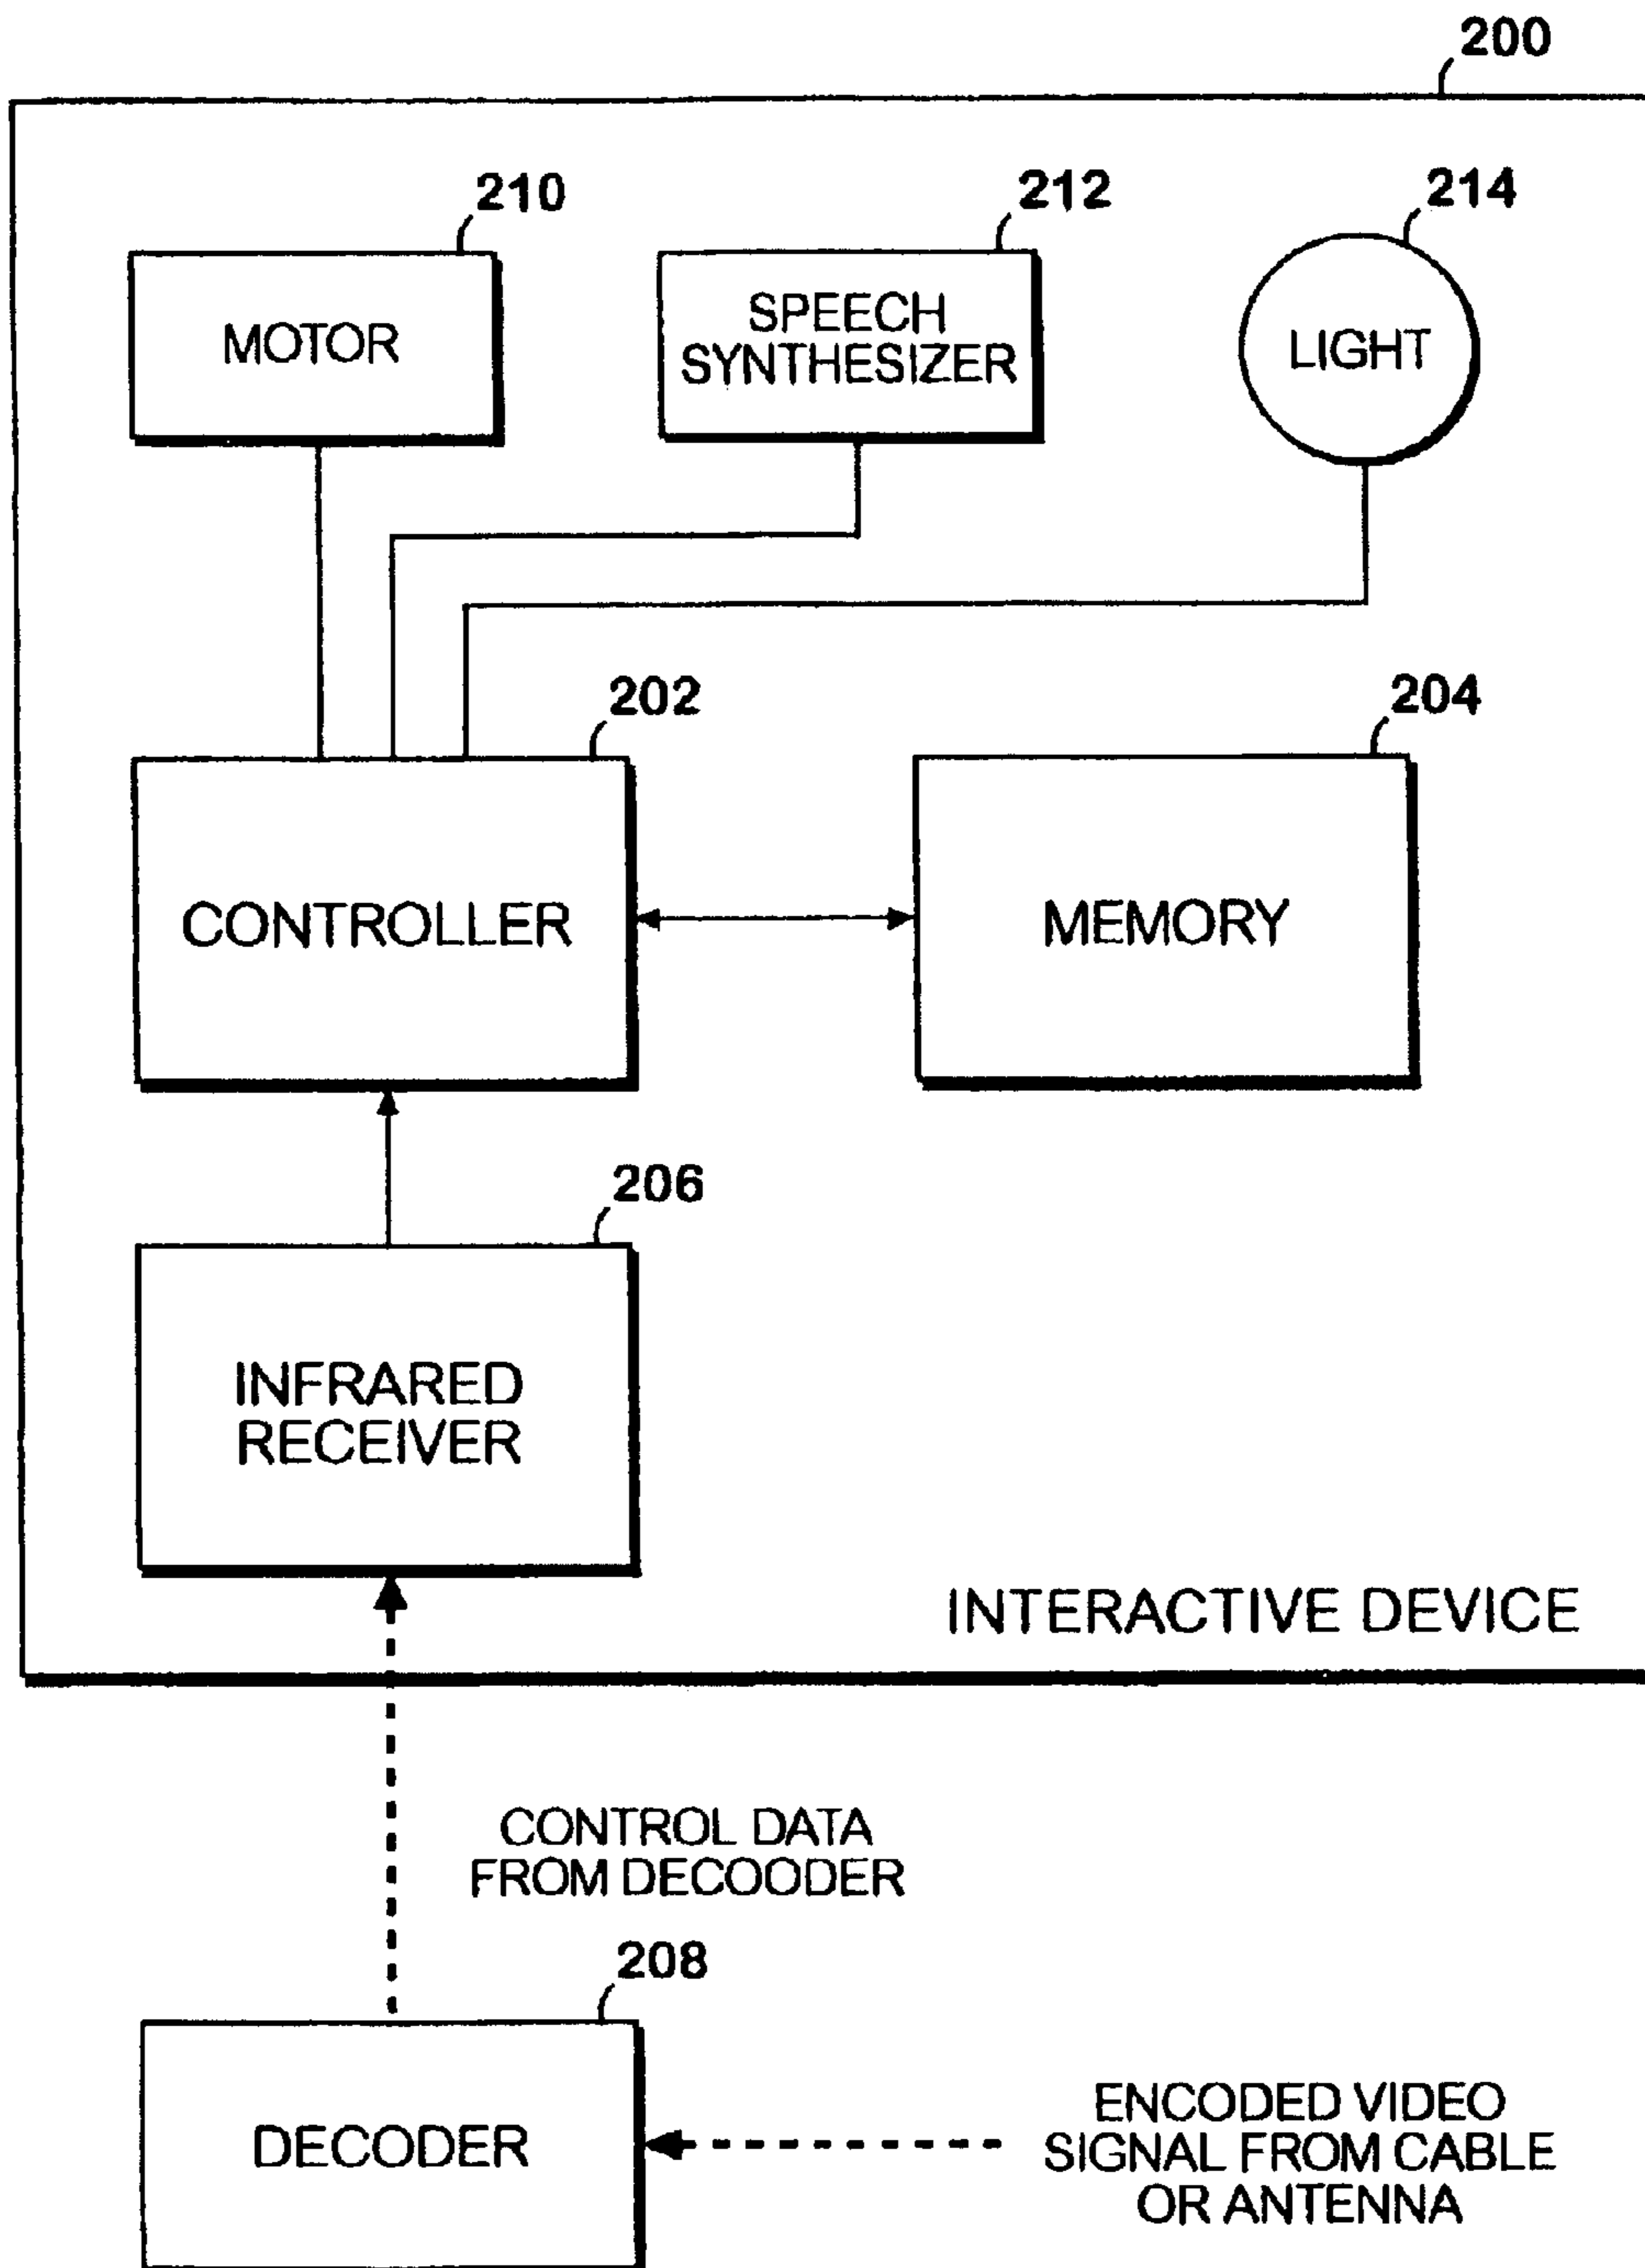 200
210
212
214
MOTOR
SPEECH
SYNTHESIZER
LIGHT
202
204
CONTROLLER
MEMORY
206
INFRARED
RECEIVER
INTERACTIVE DEVICE
CONTROL DATA
FROM DECOODER
208
DECODER
ENCODED VIDEO
SIGNAL FROM CABLE
OR ANTENNA